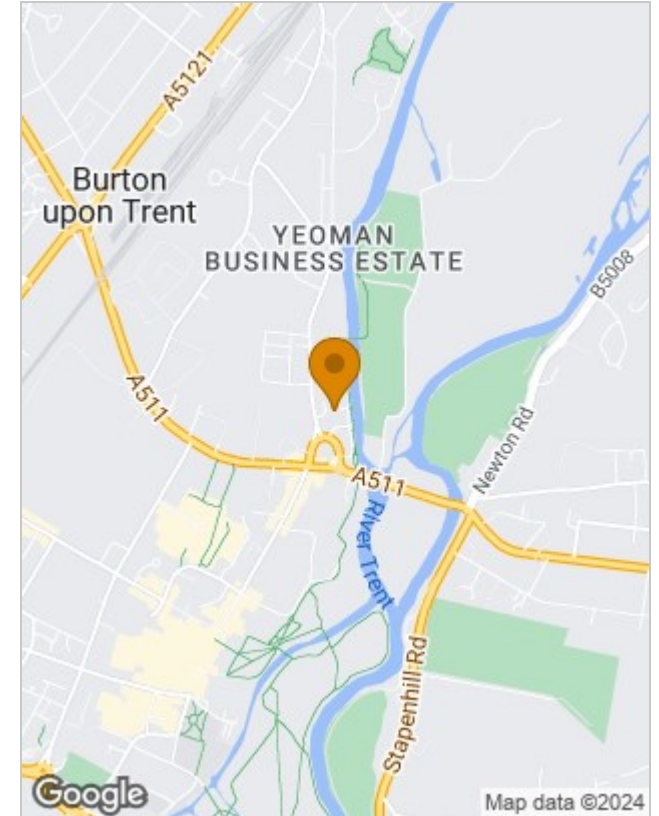 A5121
Burton
upon Trent
YEOMAN
BUSINESS ESTATE
B5008
A511
Newton Rd
A511
River Trent
Stapenhill Rd
Google
Map data ©2024